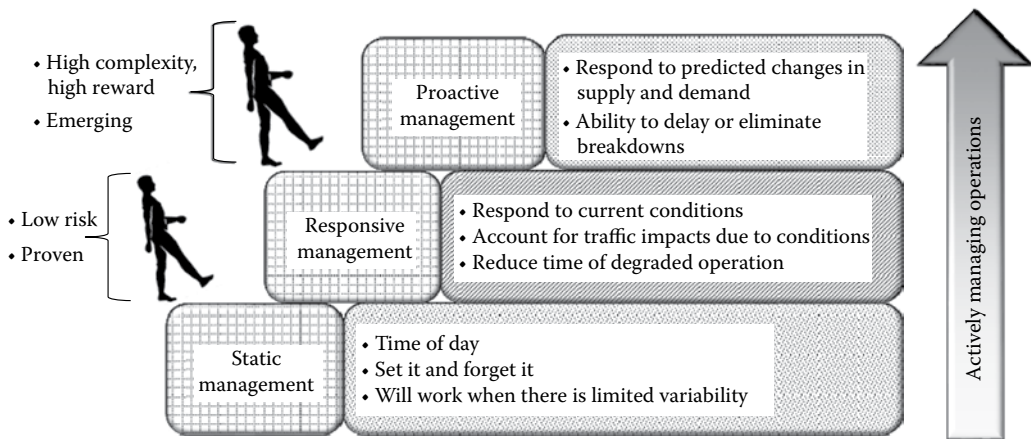 • High complexity,
high reward
• Emerging
Proactive
management
• Respond to predicted changes in
supply and demand
• Ability to delay or eliminate
breakdowns
• Low risk
• Proven
Responsive
management
• Respond to current conditions
• Account for traffic impacts due to conditions
• Reduce time of degraded operation
Static
management
• Time of day
• Set it and forget it
• Will work when there is limited variability
Actively managing operations